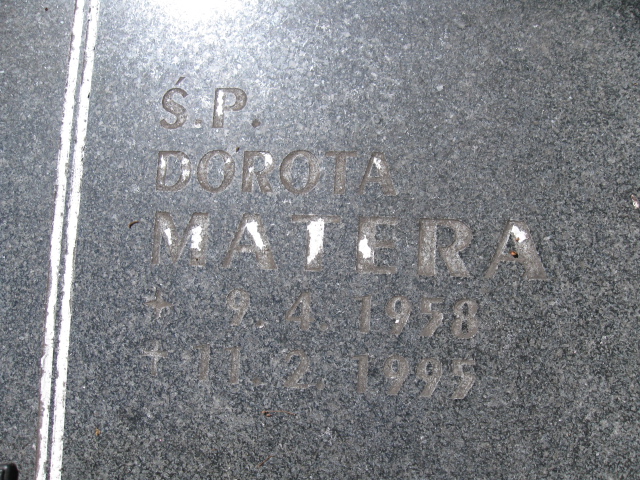 Ś.P.
DOROTA
MATERA
* 9. 4. 1958
† 11. 2. 1995